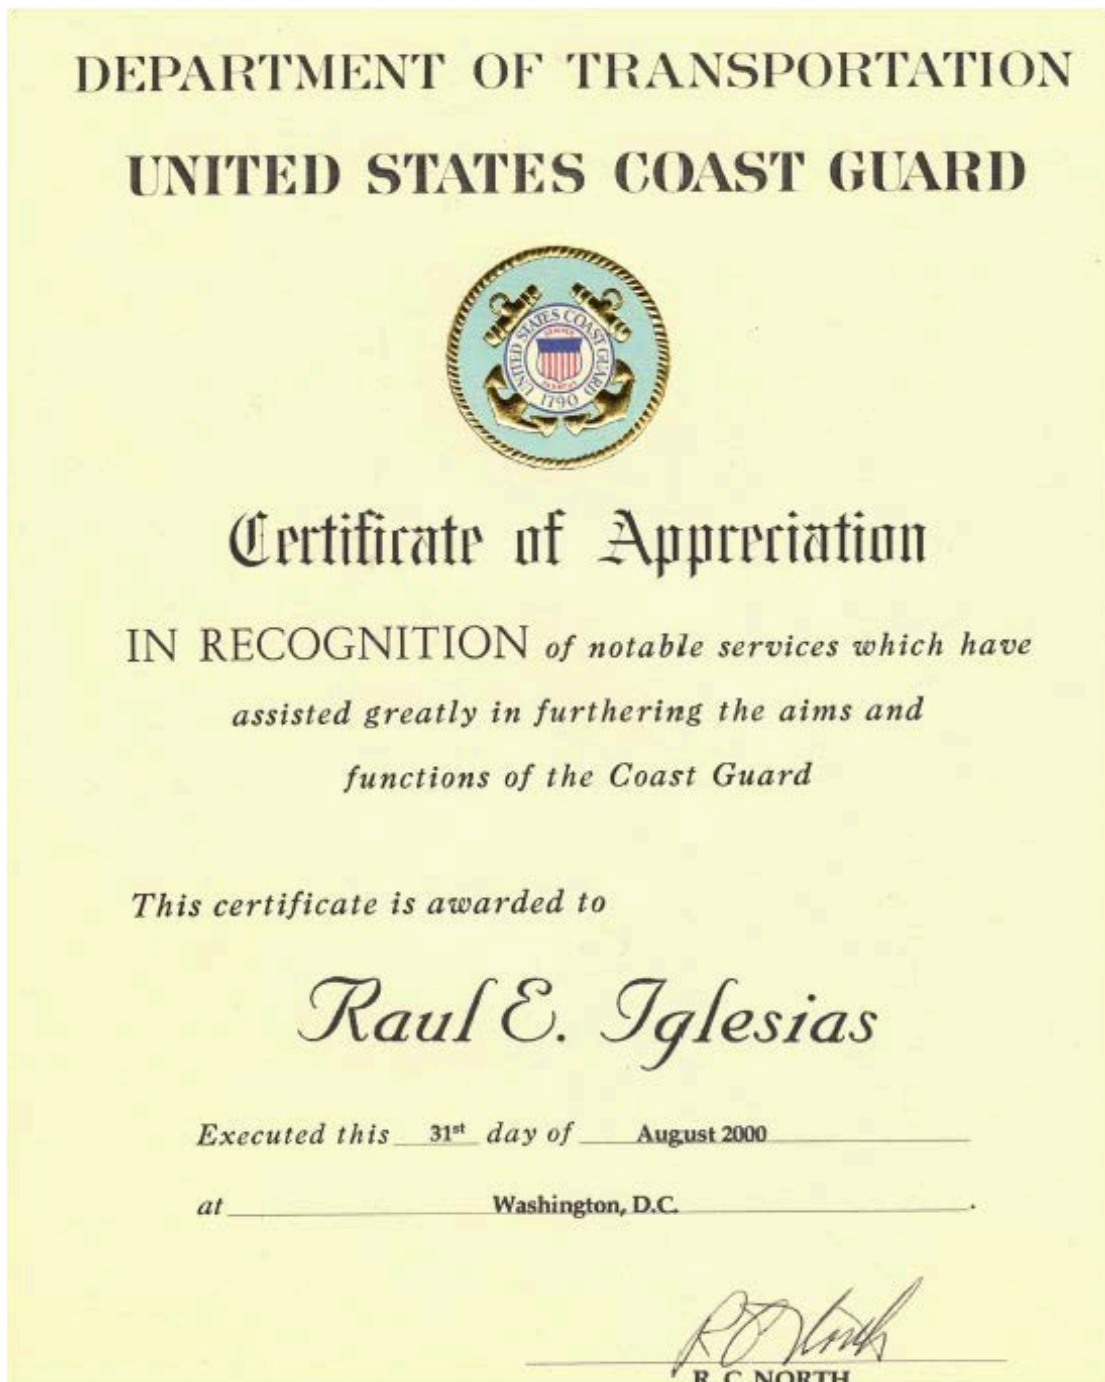 DEPARTMENT OF TRANSPORTATION
UNITED STATES COAST GUARD
UNITED STATES COAST GUARD
1790
Certificate of Appreciation
IN RECOGNITION of notable services which have
assisted greatly in furthering the aims and
functions of the Coast Guard
This certificate is awarded to
Raul E. Iglesias
Executed this 31st day of August 2000
at Washington, D.C.
R C North
R. C. NORTH